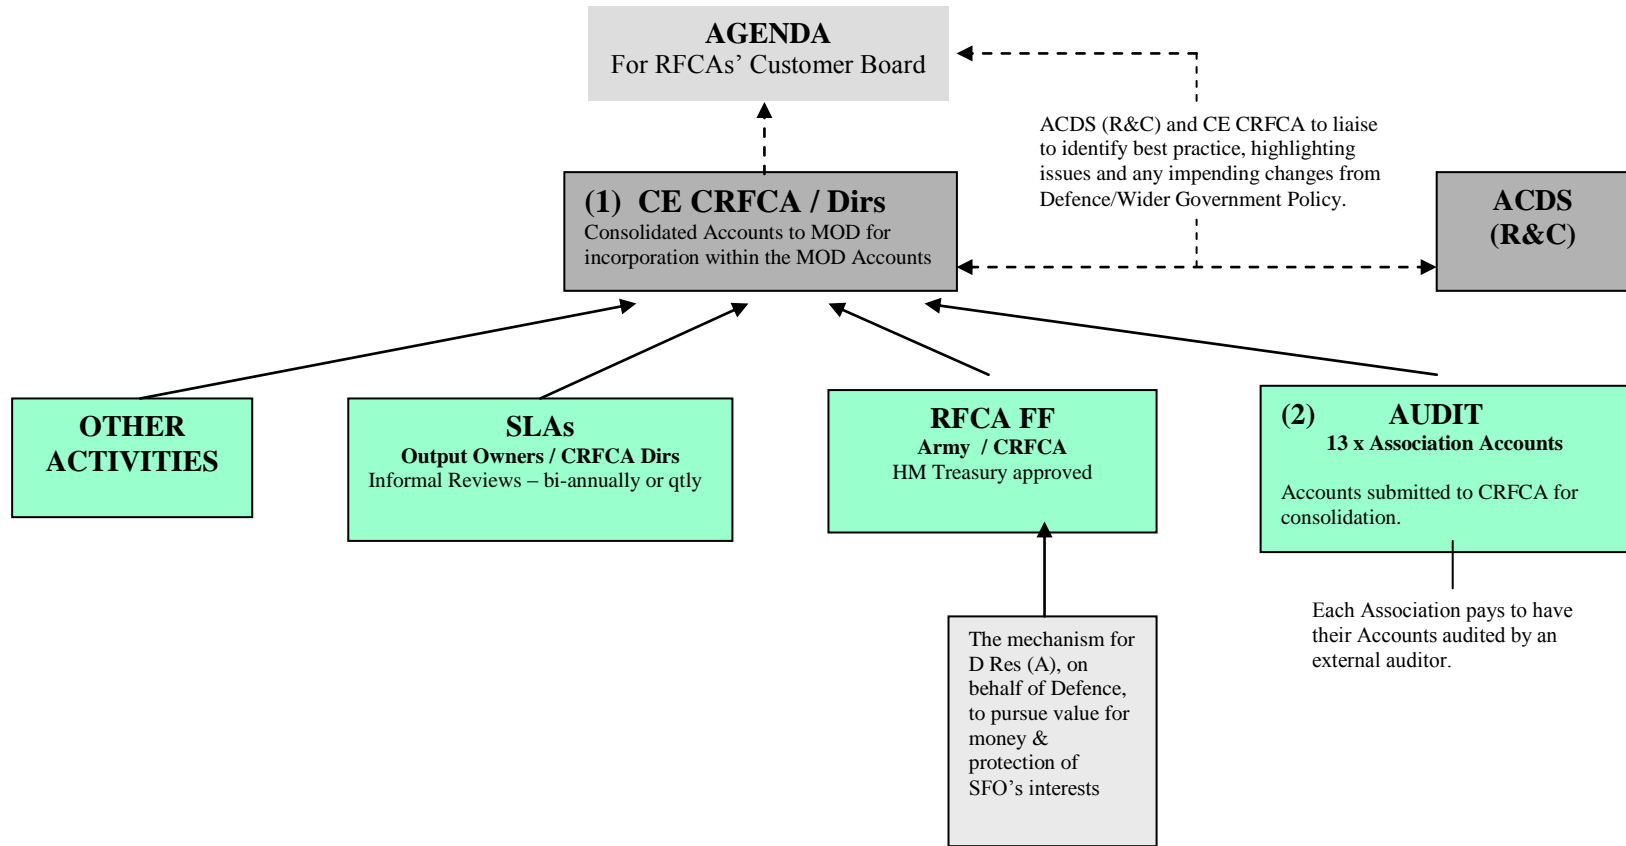 AGENDA
For RFCAs’ Customer Board
ACDS (R&C) and CE CRFCA to liaise
to identify best practice, highlighting
issues and any impending changes from
Defence/Wider Government Policy.
(1) CE CRFCA / Dirs
Consolidated Accounts to MOD for
incorporation within the MOD Accounts
ACDS
(R&C)
OTHER
ACTIVITIES
SLAs
Output Owners / CRFCA Dirs
Informal Reviews – bi-annually or qtly
RFCA FF
Army / CRFCA
HM Treasury approved
(2) AUDIT
13 x Association Accounts
Accounts submitted to CRFCA for
consolidation.
The mechanism for
D Res (A), on
behalf of Defence,
to pursue value for
money &
protection of
SFO’s interests
Each Association pays to have
their Accounts audited by an
external auditor.